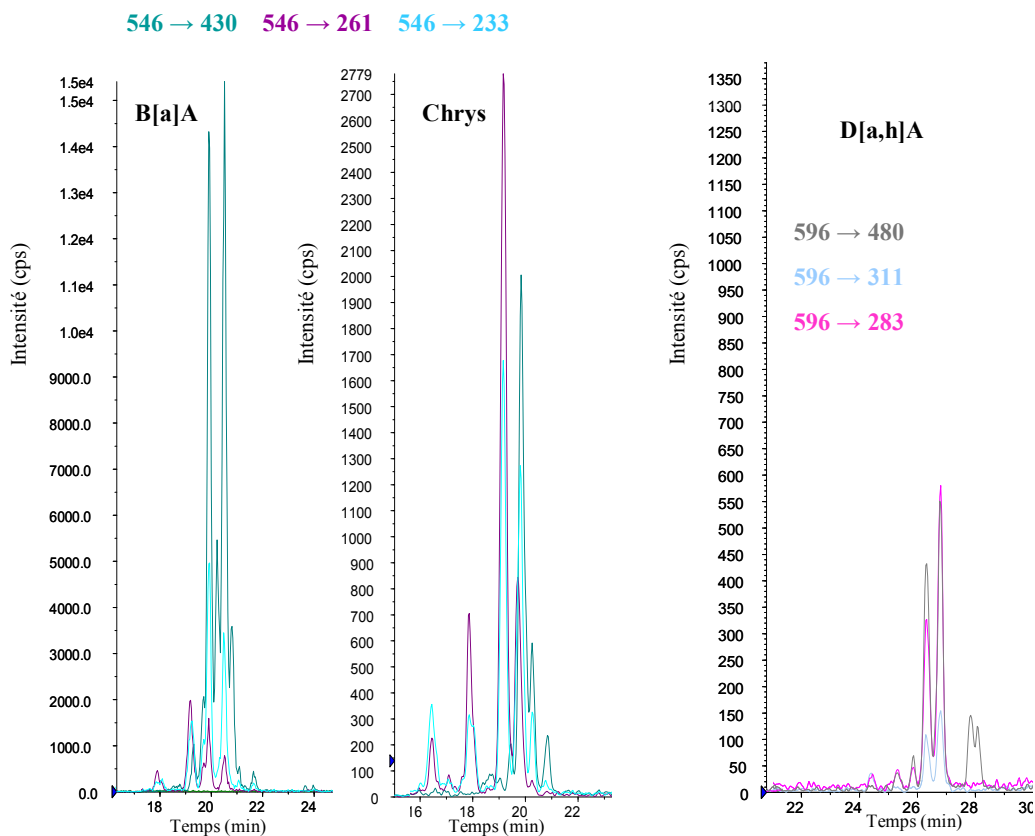 546 → 430 546 → 261 546 → 233
B[a]A
Intensité (cps)
1.5e4
1.5e4
1.4e4
1.3e4
1.2e4
1.1e4
1.0e4
9000.0
8000.0
7000.0
6000.0
5000.0
4000.0
3000.0
2000.0
1000.0
0.0
18 20 22 24
Temps (min)
Chrys
Intensité (cps)
2779
2700
2600
2500
2400
2300
2200
2100
2000
1900
1800
1700
1600
1500
1400
1300
1200
1100
1000
900
800
700
600
500
400
300
200
100
0
16 18 20 22
Temps (min)
D[a,h]A
596 → 480
596 → 311
596 → 283
Intensité (cps)
1350
1300
1250
1200
1150
1100
1050
1000
950
900
850
800
750
700
650
600
550
500
450
400
350
300
250
200
150
100
50
0
22 24 26 28 30
Temps (min)